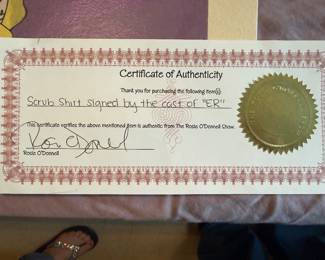 Certificate of Authenticity
Thank you for purchasing the following item(s):
Scrub Shirt signed by the cast of "ER"
This certificate verifies the above mentioned item is authentic from The Rosie O'Donnell Show.
Rosie O'Donnell